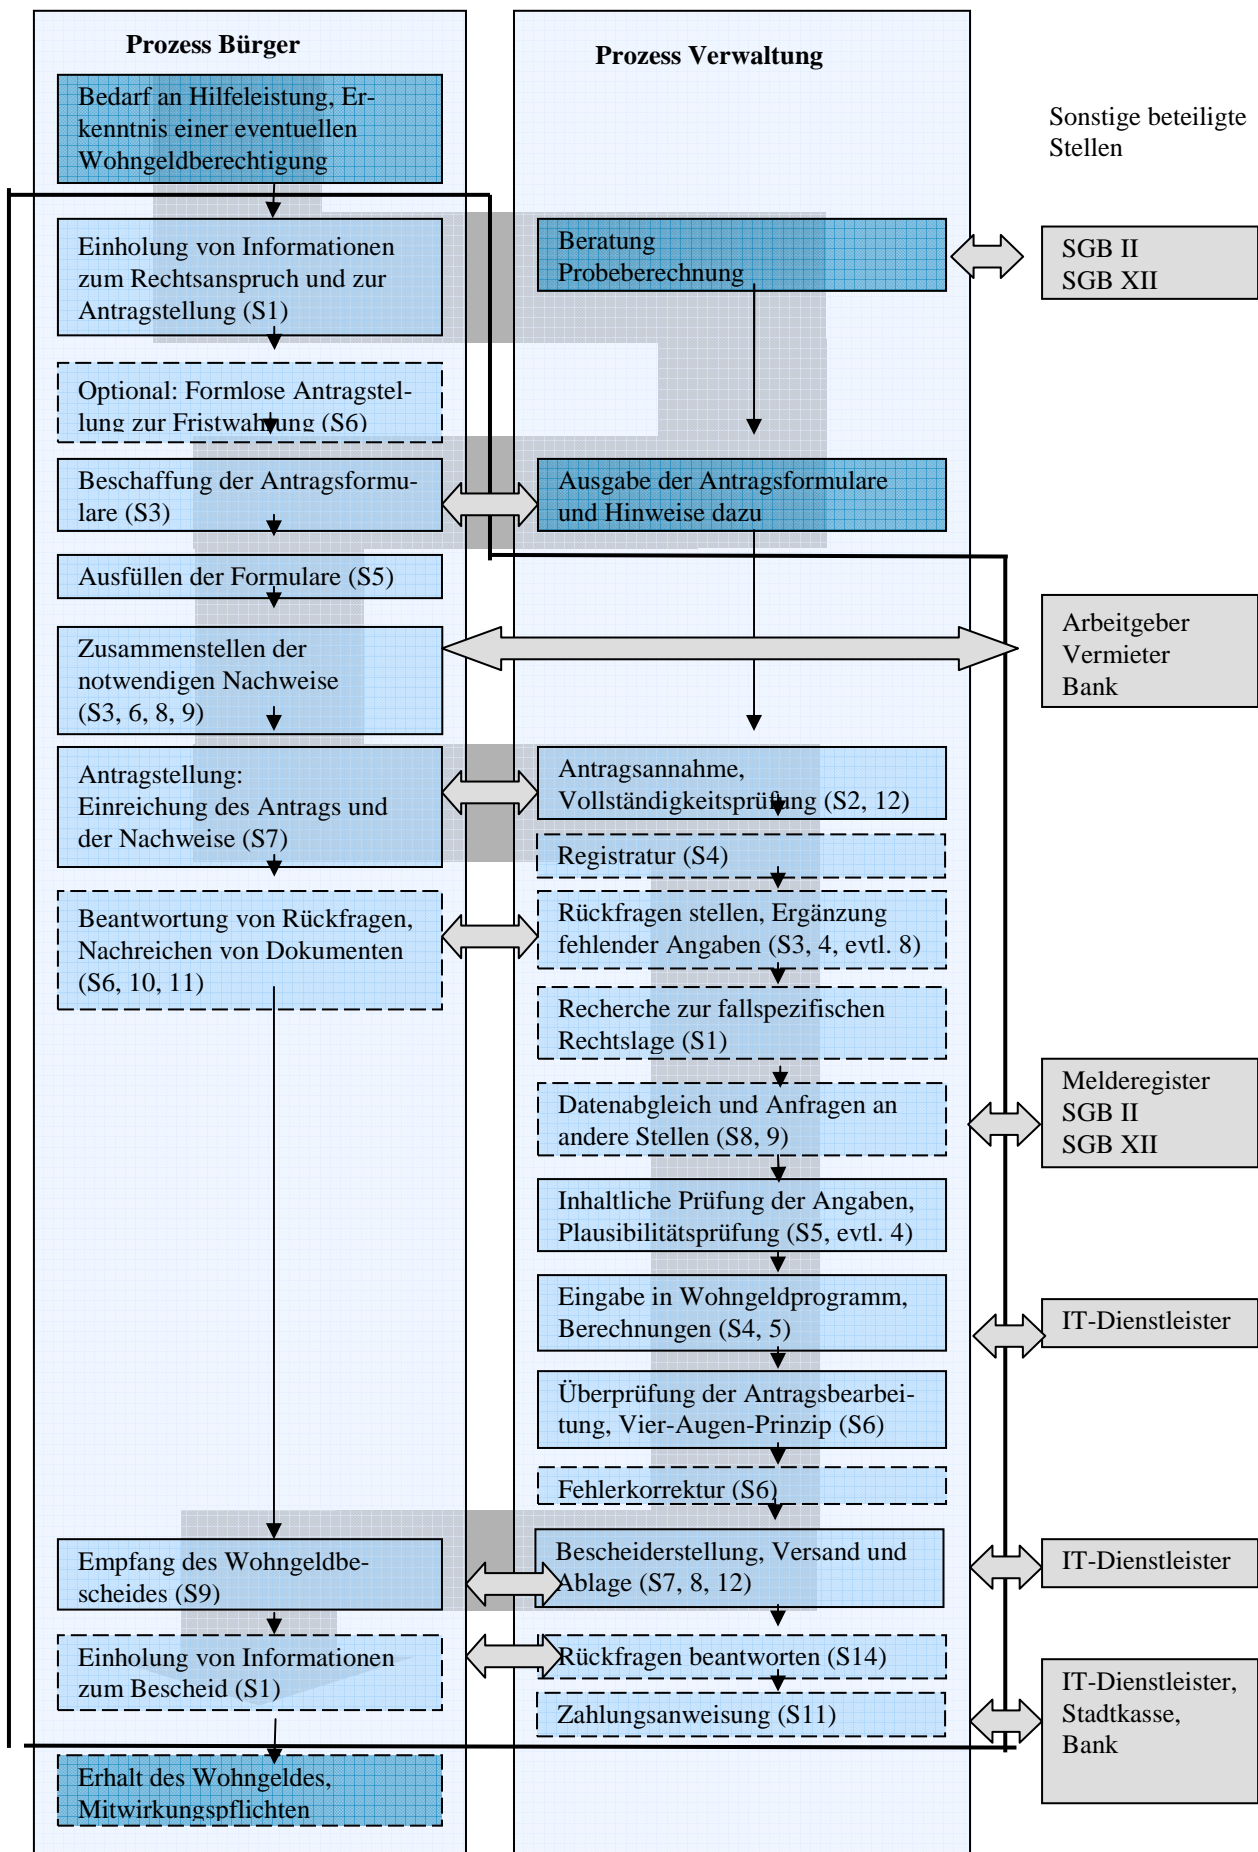 Prozess Bürger
Bedarf an Hilfeleistung, Er-
kenntnis einer eventuellen
Wohngeldberechtigung
Einholung von Informationen
zum Rechtsanspruch und zur
Antragstellung (S1)
Optional: Formlose Antragstel-
lung zur Fristwahrung (S6)
Beschaffung der Antragsformu-
lare (S3)
Ausfüllen der Formulare (S5)
Zusammenstellen der
notwendigen Nachweise
(S3, 6, 8, 9)
Antragstellung:
Einreichung des Antrags und
der Nachweise (S7)
Beantwortung von Rückfragen,
Nachreichen von Dokumenten
(S6, 10, 11)
Empfang des Wohngeldbe-
scheides (S9)
Einholung von Informationen
zum Bescheid (S1)
Erhalt des Wohngeldes,
Mitwirkungspflichten
Prozess Verwaltung
Beratung
Probeberechnung
Ausgabe der Antragsformulare
und Hinweise dazu
Antragsannahme,
Vollständigkeitsprüfung (S2, 12)
Registratur (S4)
Rückfragen stellen, Ergänzung
fehlender Angaben (S3, 4, evtl. 8)
Recherche zur fallspezifischen
Rechtslage (S1)
Datenabgleich und Anfragen an
andere Stellen (S8, 9)
Inhaltliche Prüfung der Angaben,
Plausibilitätsprüfung (S5, evtl. 4)
Eingabe in Wohngeldprogramm,
Berechnungen (S4, 5)
Überprüfung der Antragsbearbei-
tung, Vier-Augen-Prinzip (S6)
Fehlerkorrektur (S6)
Bescheiderstellung, Versand und
Ablage (S7, 8, 12)
Rückfragen beantworten (S14)
Zahlungsanweisung (S11)
Sonstige beteiligte
Stellen
SGB II
SGB XII
Arbeitgeber
Vermieter
Bank
Melderegister
SGB II
SGB XII
IT-Dienstleister
IT-Dienstleister
IT-Dienstleister,
Stadtkasse,
Bank